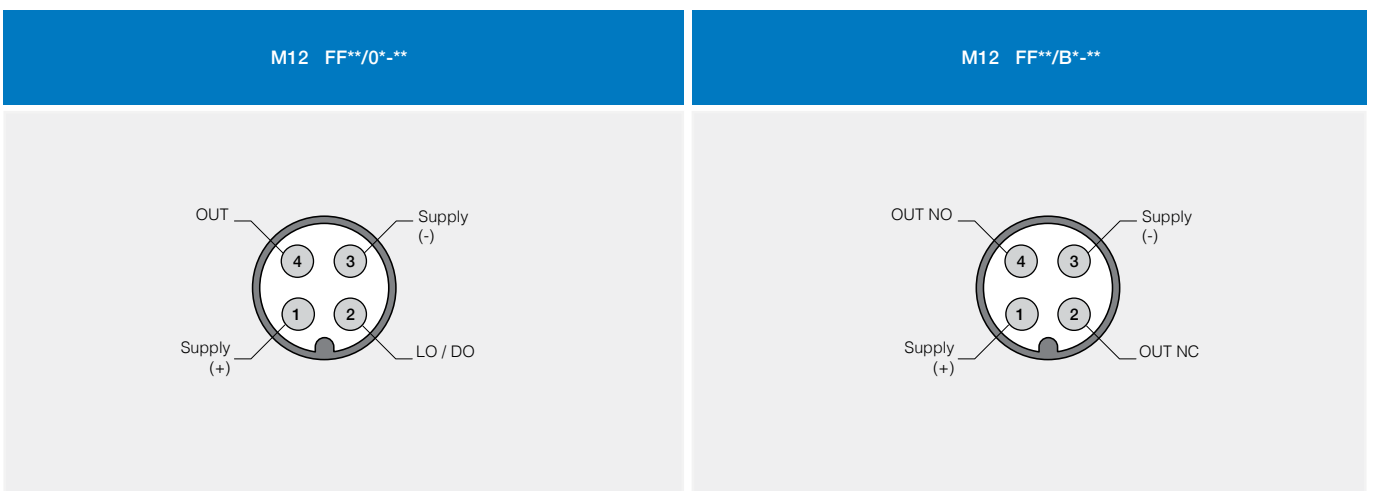 M12 FF**/0*-**
M12 FF**/B*-**
OUT
Supply
(-)
4
3
1
2
Supply
(+)
LO / DO
OUT NO
Supply
(-)
4
3
1
2
Supply
(+)
OUT NC